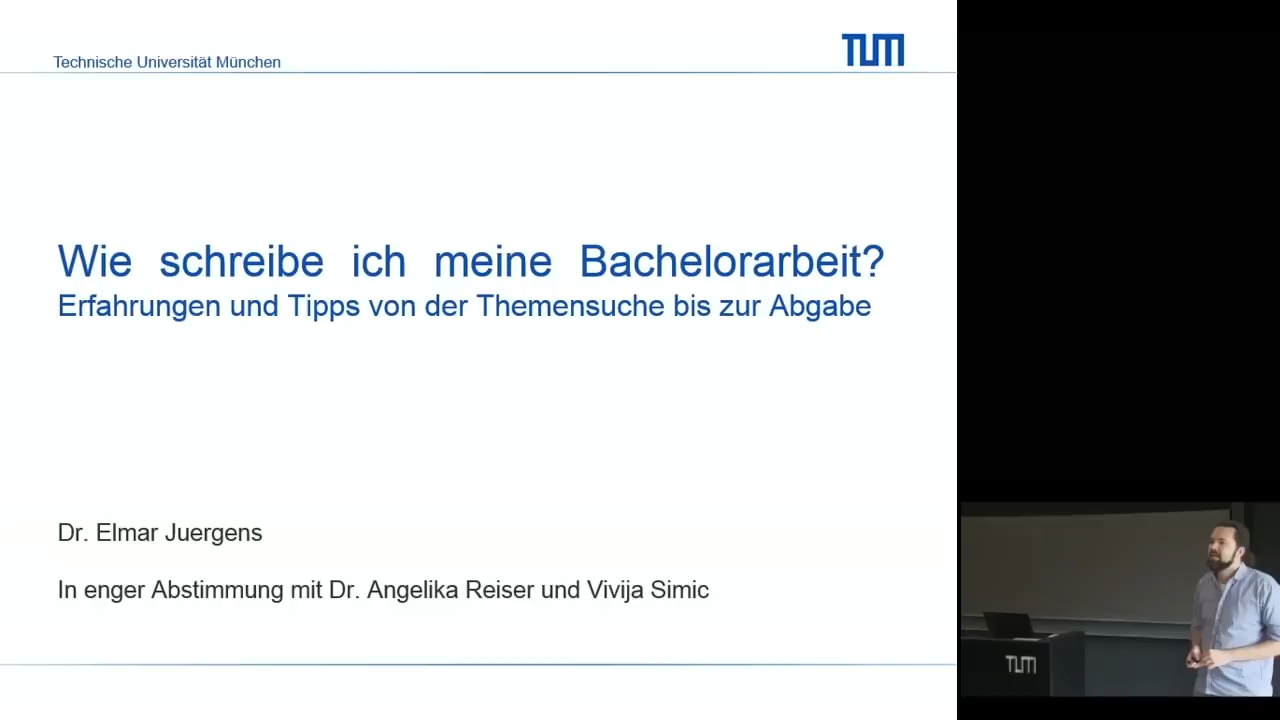 Technische Universität München
TUM
Wie schreibe ich meine Bachelorarbeit?
Erfahrungen und Tipps von der Themensuche bis zur Abgabe
Dr. Elmar Juergens
In enger Abstimmung mit Dr. Angelika Reiser und Vivija Simic
TUM